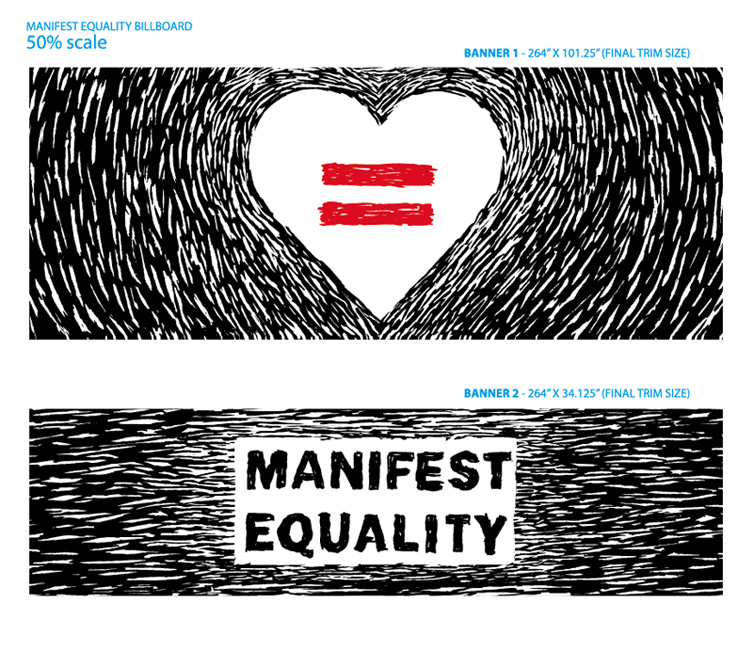 MANIFEST EQUALITY BILLBOARD
50% scale
BANNER 1 - 264" X 101.25" (FINAL TRIM SIZE)
=
BANNER 2 - 264" X 34.125" (FINAL TRIM SIZE)
MANIFEST
EQUALITY